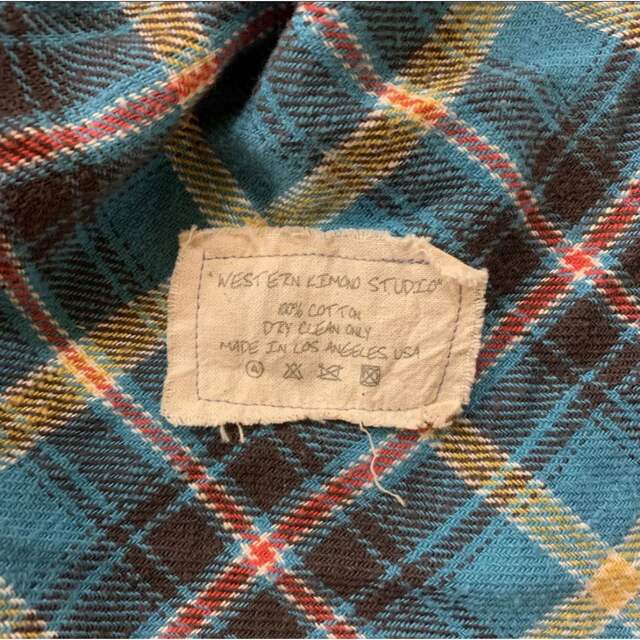 "WESTERN KIMONO STUDIO"
100% COTTON
DRY CLEAN ONLY
MADE IN LOS ANGELES USA
A